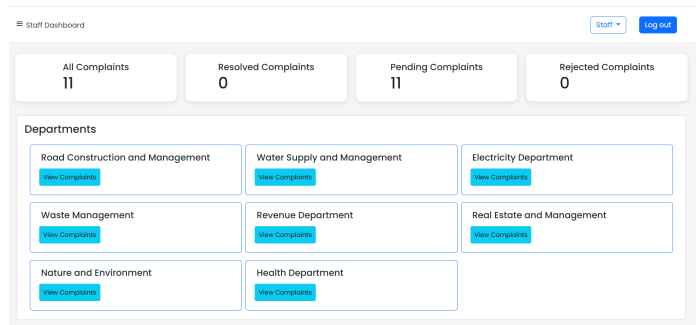 Staff Dashboard
Staff
Log out
All Complaints
11
Resolved Complaints
0
Pending Complaints
11
Rejected Complaints
0
Departments
Road Construction and Management
View Complaints
Water Supply and Management
View Complaints
Electricity Department
View Complaints
Waste Management
View Complaints
Revenue Department
View Complaints
Real Estate and Management
View Complaints
Nature and Environment
View Complaints
Health Department
View Complaints